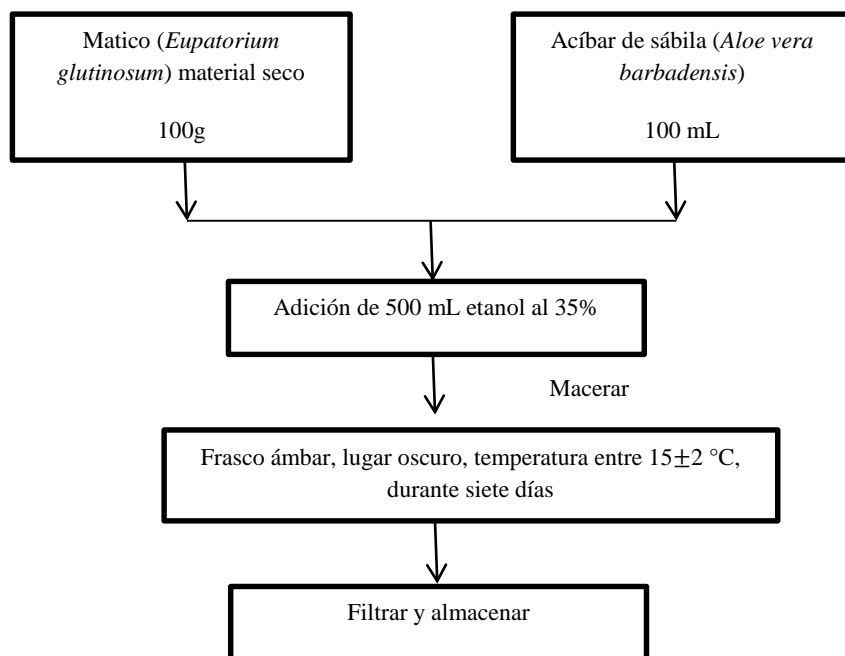 Matico (Eupatorium
glutinosum) material seco
100g
Acíbar de sábila (Aloe vera
barbadensis)
100 mL
Adición de 500 mL etanol al 35%
Macerar
Frasco ámbar, lugar oscuro, temperatura entre 15±2 °C,
durante siete días
Filtrar y almacenar